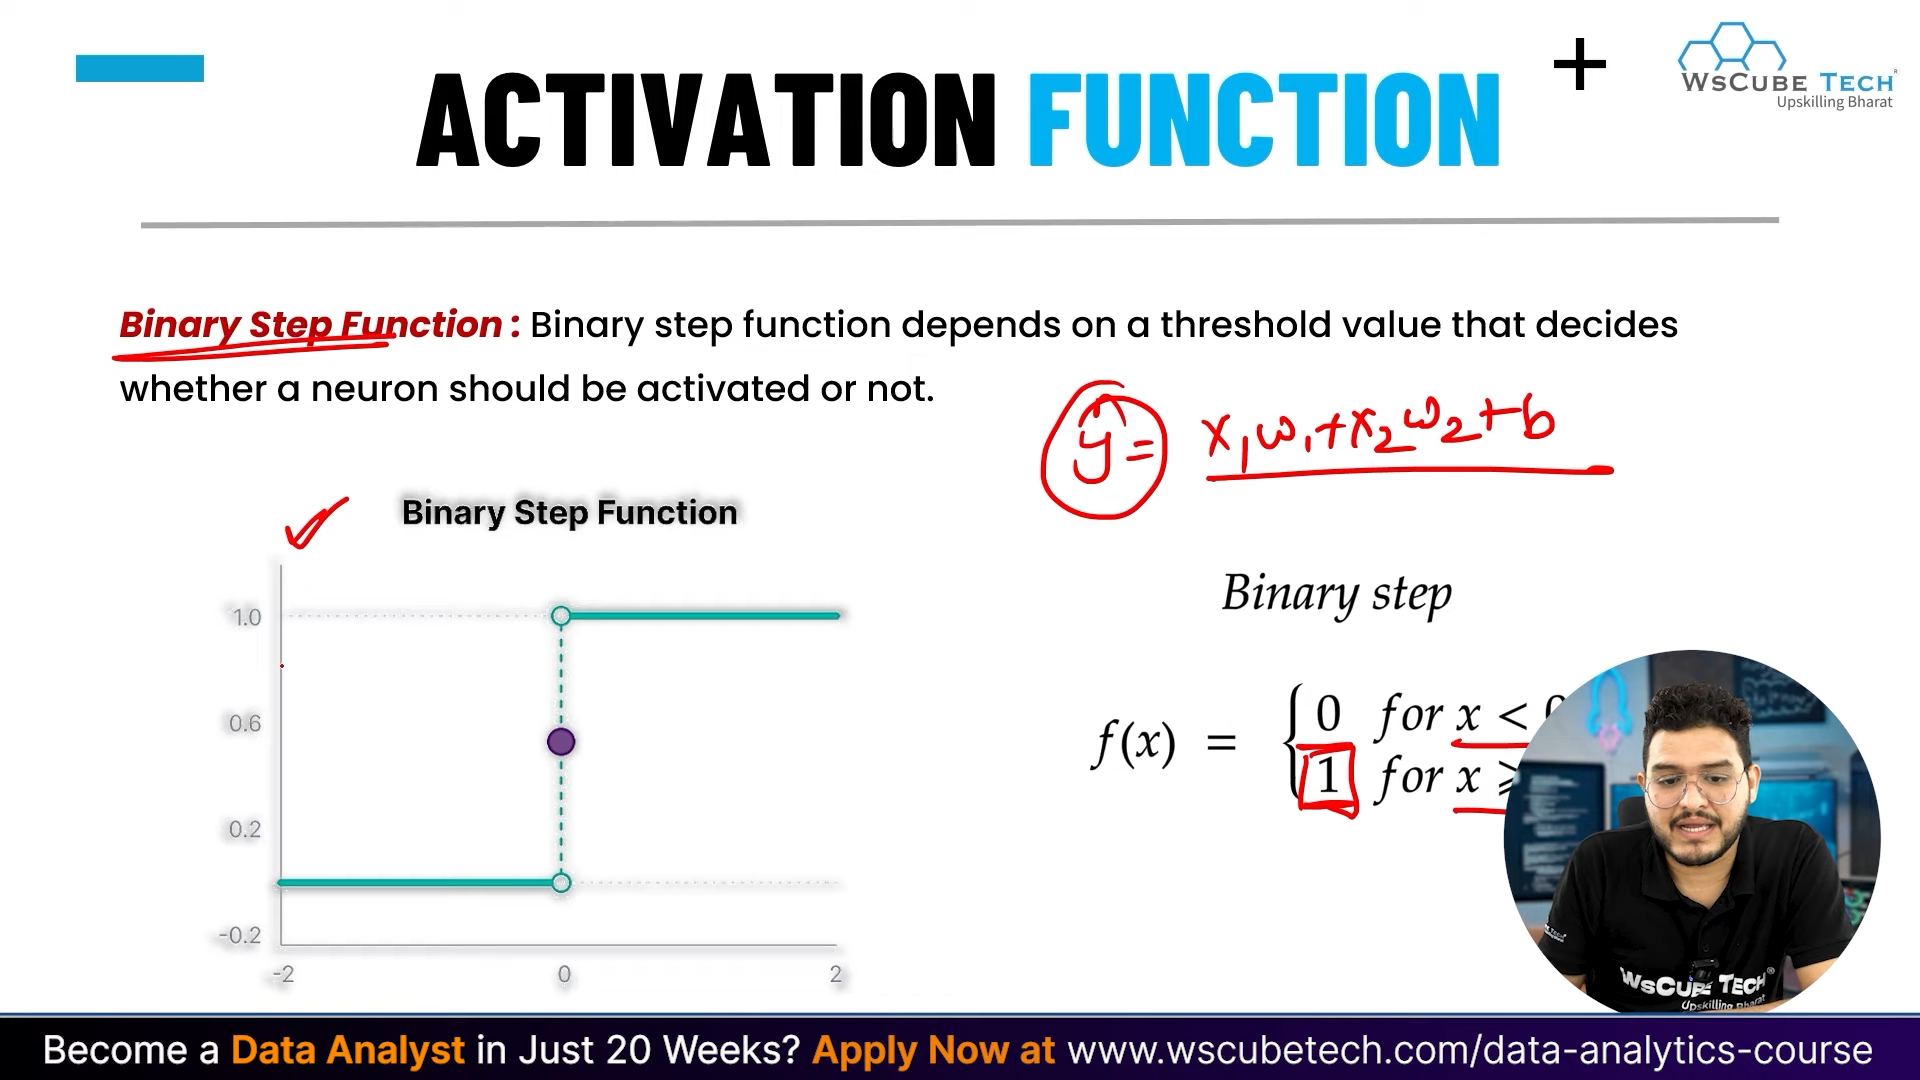 ACTIVATION FUNCTION
WSCUBE TECH
Upskilling Bharat
Binary Step Function : Binary step function depends on a threshold value that decides
whether a neuron should be activated or not.
ŷ = x₁w₁+x₂w₂+b
Binary Step Function
1.0
0.6
0.2
-0.2
-2 0 2
Binary step
f(x) = { 0 for x <
1 for x ⩾
WSCUBE TECH
Upskilling Bharat
Become a Data Analyst in Just 20 Weeks? Apply Now at www.wscubetech.com/data-analytics-course